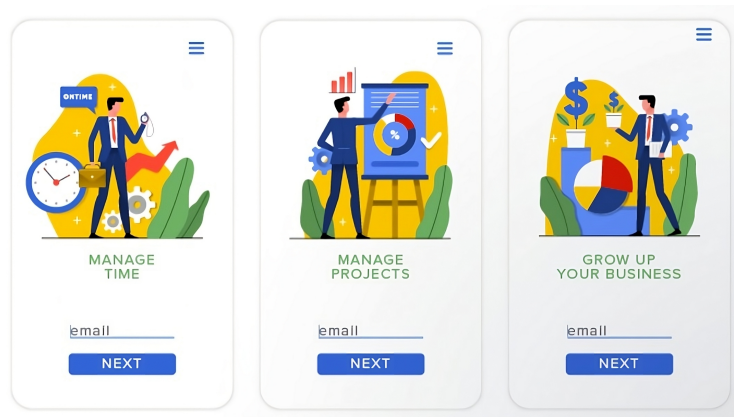 ONTIME
MANAGE
TIME
email
NEXT
%
MANAGE
PROJECTS
email
NEXT
$
$
GROW UP
YOUR BUSINESS
email
NEXT